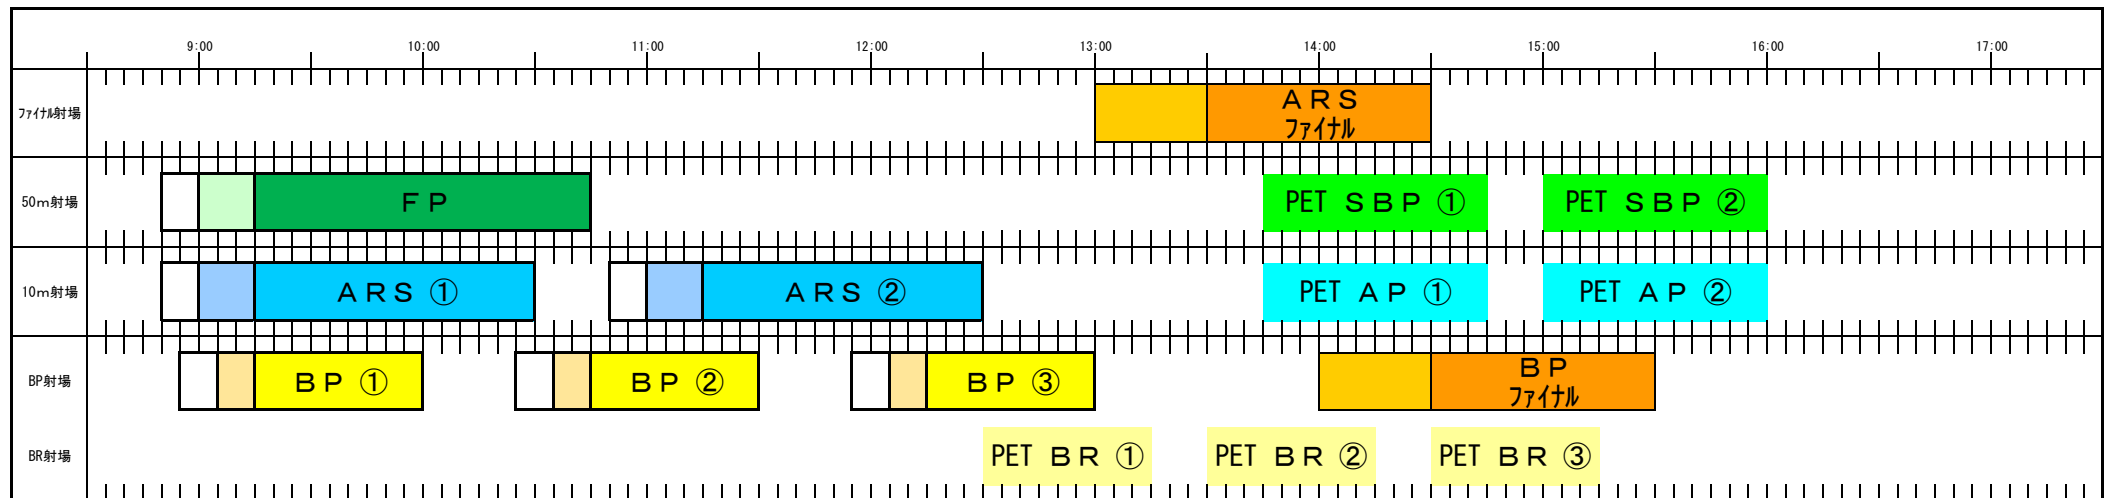 9:00 10:00 11:00 12:00 13:00 14:00 15:00 16:00 17:00
ﾌｧｲﾅﾙ射場
ＡＲＳ
ファイナル
50ｍ射場
ＦＰ
PET ＳＢＰ ①
PET ＳＢＰ ②
10ｍ射場
ＡＲＳ ①
ＡＲＳ ②
PET ＡＰ ①
PET ＡＰ ②
BP射場
ＢＰ ①
ＢＰ ②
ＢＰ ③
ＢＰ
ファイナル
BR射場
PET ＢＲ ①
PET ＢＲ ②
PET ＢＲ ③